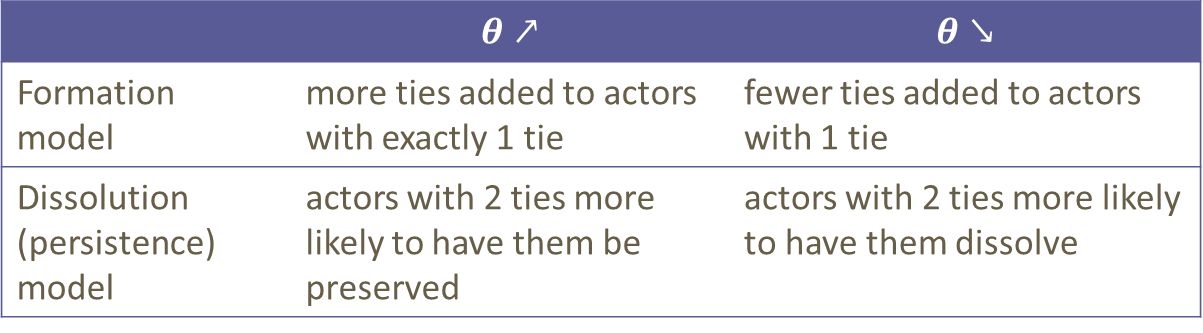 θ ↗ θ ↘
Formation
model
more ties added to actors
with exactly 1 tie
fewer ties added to actors
with 1 tie
Dissolution
(persistence)
model
actors with 2 ties more
likely to have them be
preserved
actors with 2 ties more likely
to have them dissolve